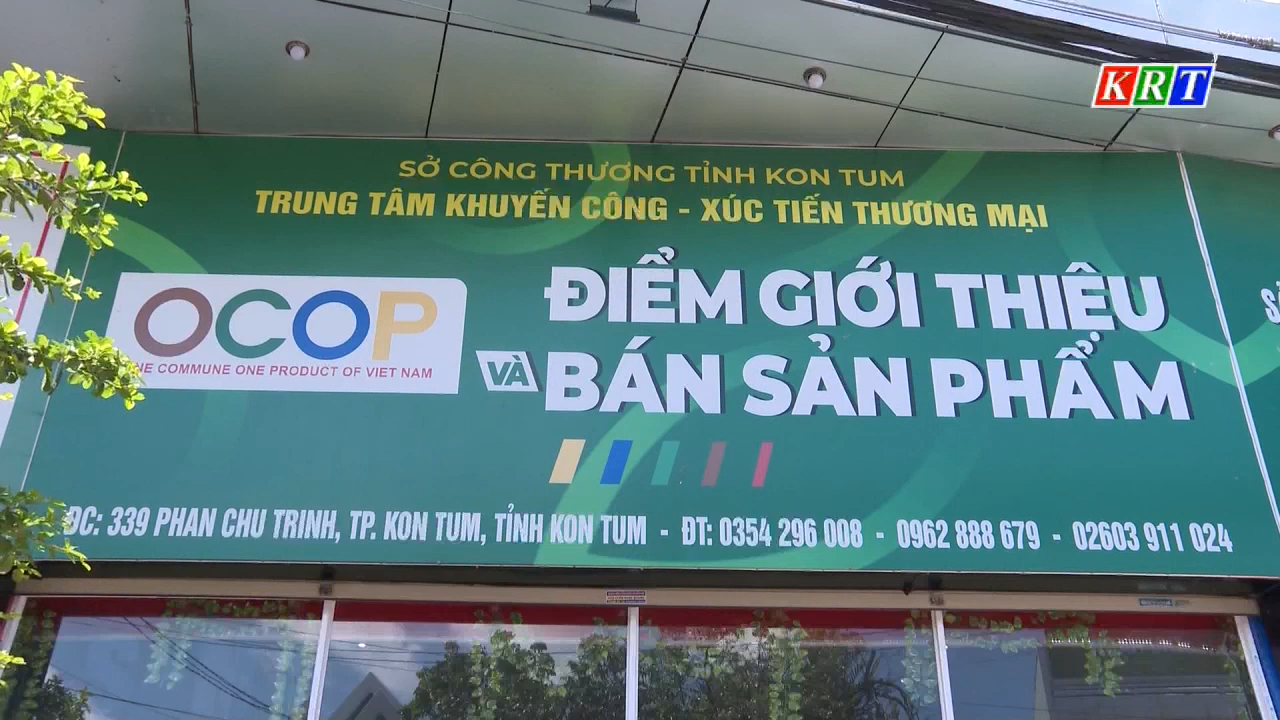 KRT
SỞ CÔNG THƯƠNG TỈNH KON TUM
TRUNG TÂM KHUYẾN CÔNG - XÚC TIẾN THƯƠNG MẠI
OCOP
NE COMMUNE ONE PRODUCT OF VIET NAM
ĐIỂM GIỚI THIỆU
VÀ BÁN SẢN PHẨM
ĐC: 339 PHAN CHU TRINH, TP. KON TUM, TỈNH KON TUM - ĐT: 0354 296 008 - 0962 888 679 - 02603 911 024